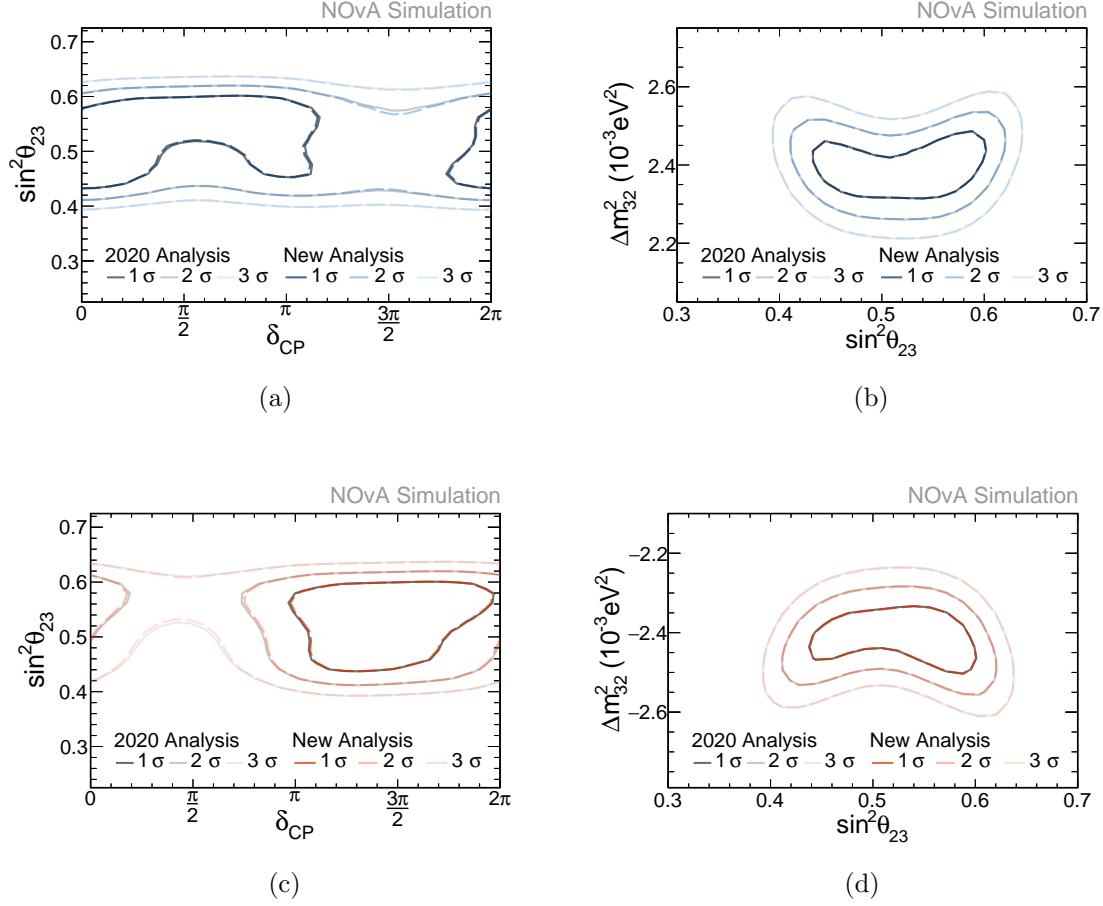 NOvA Simulation
0.7
0.6
0.5
0.4
0.3
sin²θ₂₃
2020 Analysis New Analysis
1 σ 2 σ 3 σ 1 σ 2 σ 3 σ
0 π/2 π 3π/2 2π
δCP
(a)
NOvA Simulation
2.6
2.4
2.2
Δm²₃₂ (10⁻³eV²)
2020 Analysis New Analysis
1 σ 2 σ 3 σ 1 σ 2 σ 3 σ
0.3 0.4 0.5 0.6 0.7
sin²θ₂₃
(b)
NOvA Simulation
0.7
0.6
0.5
0.4
0.3
sin²θ₂₃
2020 Analysis New Analysis
1 σ 2 σ 3 σ 1 σ 2 σ 3 σ
0 π/2 π 3π/2 2π
δCP
(c)
NOvA Simulation
−2.2
−2.4
−2.6
Δm²₃₂ (10⁻³eV²)
2020 Analysis New Analysis
1 σ 2 σ 3 σ 1 σ 2 σ 3 σ
0.3 0.4 0.5 0.6 0.7
sin²θ₂₃
(d)